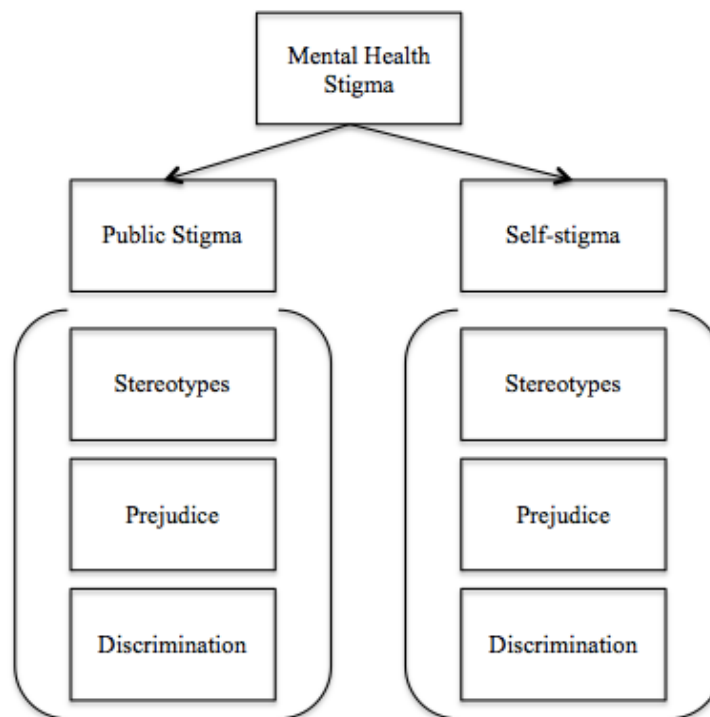 Mental Health
Stigma
Public Stigma
Self-stigma
Stereotypes
Stereotypes
Prejudice
Prejudice
Discrimination
Discrimination